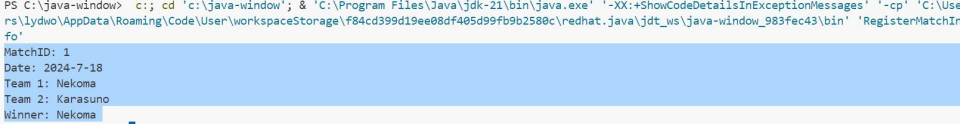 PS C:\java-window>  c:; cd 'c:\java-window'; & 'C:\Program Files\Java\jdk-21\bin\java.exe' '-XX:+ShowCodeDetailsInExceptionMessages' '-cp' 'C:\Use
rs\lydwo\AppData\Roaming\Code\User\workspaceStorage\f84cd399d19ee08df405d99fb9b2580c\redhat.java\jdt_ws\java-window_983fec43\bin' 'RegisterMatchIn
fo'
MatchID: 1
Date: 2024-7-18
Team 1: Nekoma
Team 2: Karasuno
Winner: Nekoma